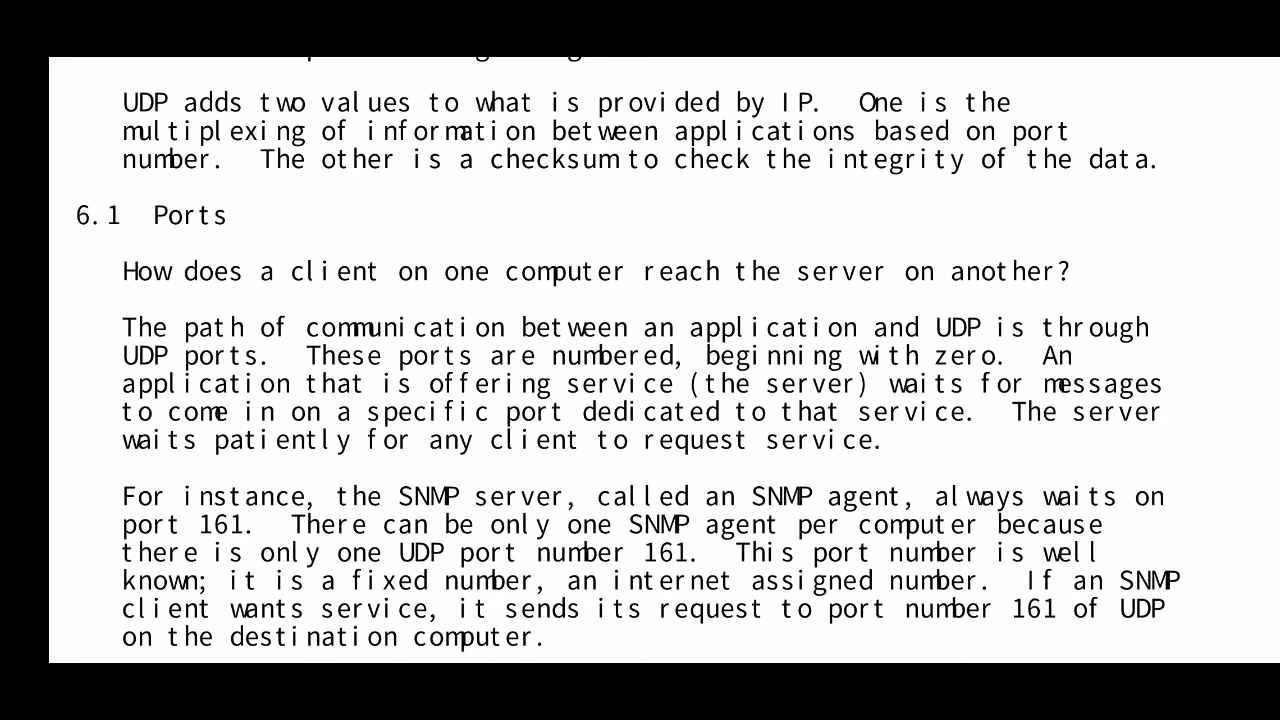 UDP adds two values to what is provided by IP.  One is the
multiplexing of information between applications based on port
number.  The other is a checksum to check the integrity of the data.
6.1  Ports
How does a client on one computer reach the server on another?
The path of communication between an application and UDP is through
UDP ports.  These ports are numbered, beginning with zero.  An
application that is offering service (the server) waits for messages
to come in on a specific port dedicated to that service.  The server
waits patiently for any client to request service.
For instance, the SNMP server, called an SNMP agent, always waits on
port 161.  There can be only one SNMP agent per computer because
there is only one UDP port number 161.  This port number is well
known; it is a fixed number, an internet assigned number.  If an SNMP
client wants service, it sends its request to port number 161 of UDP
on the destination computer.